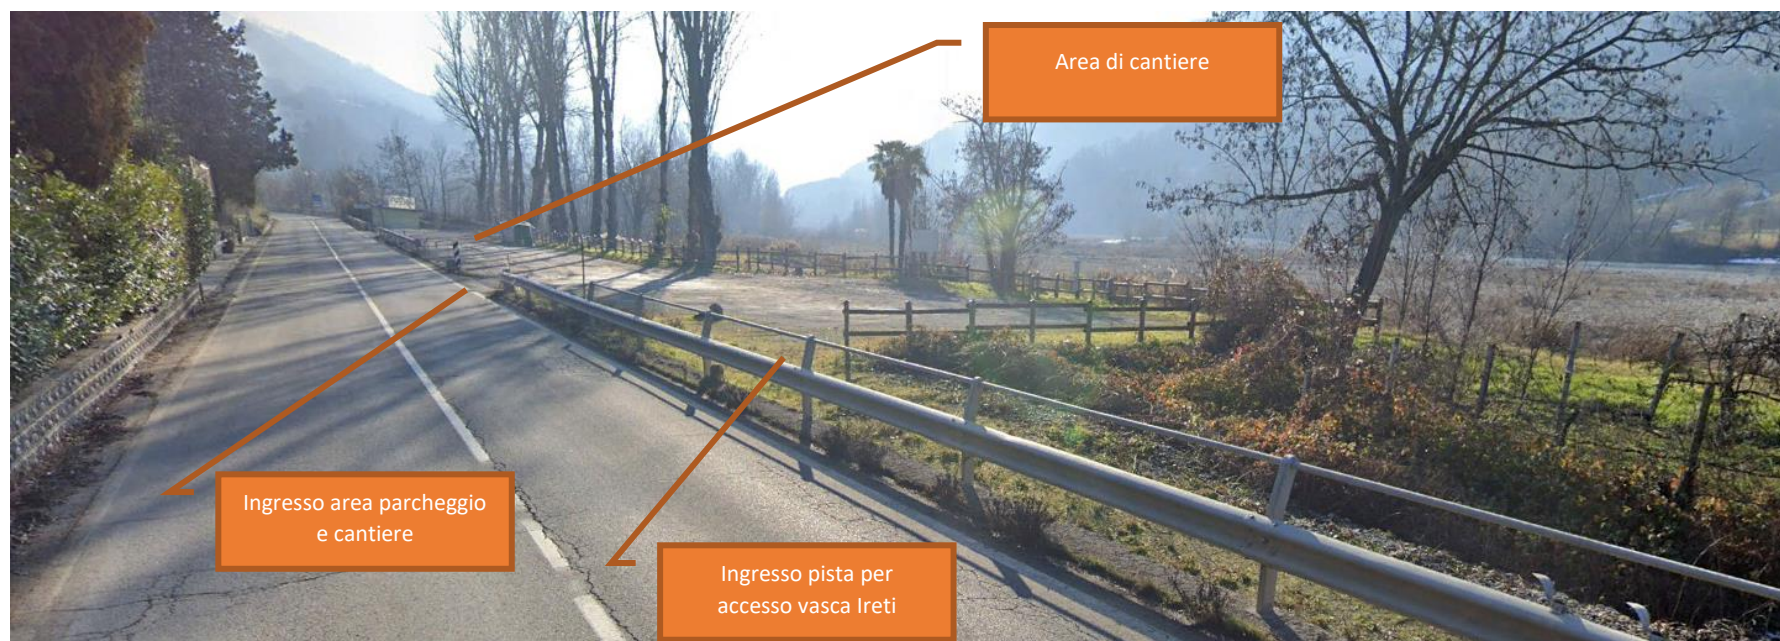 Area di cantiere
Ingresso area parcheggio
e cantiere
Ingresso pista per
accesso vasca Ireti